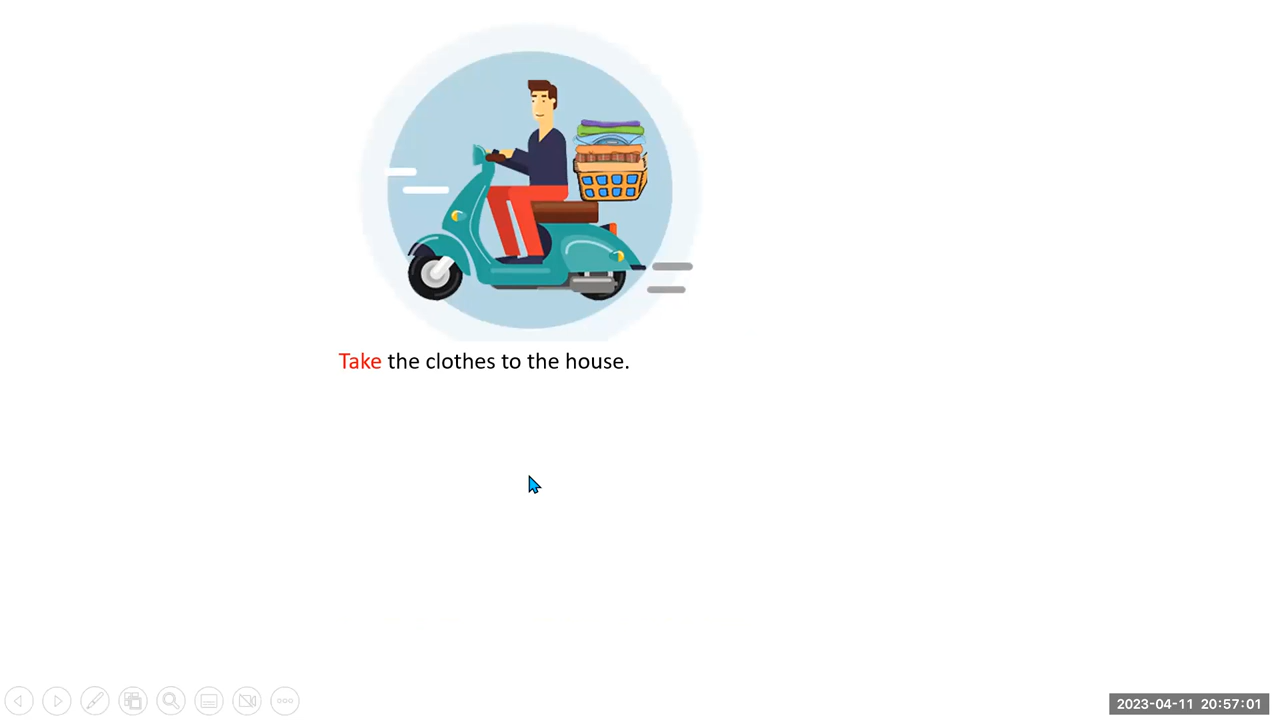 Take the clothes to the house.
2023-04-11 20:57:01